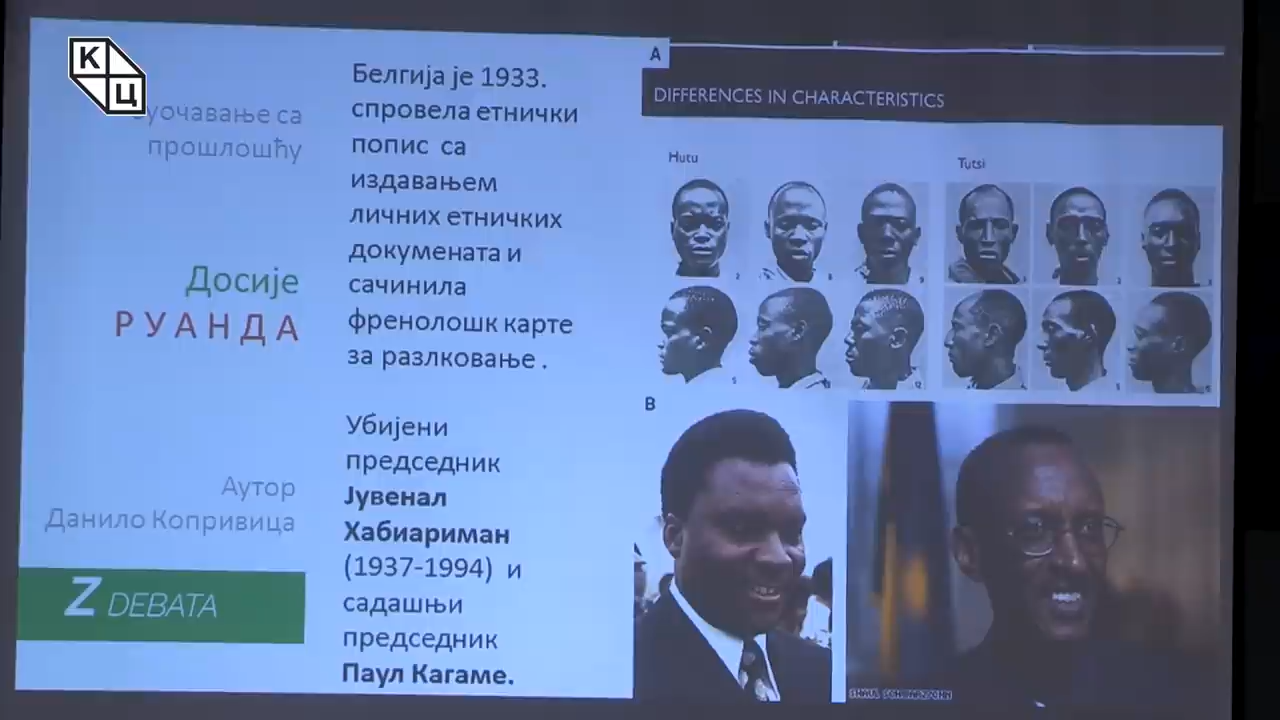 К
Ц
уочавање са
прошлошћу
Досије
РУАНДА
Аутор
Данило Копривица
Z DEBATA
Белгија је 1933.
спровела етнички
попис са
издавањем
личних етничких
докумената и
сачинила
френолошк карте
за разлковање .
Убијени
председник
Јувенал
Хабиариман
(1937-1994) и
садашњи
председник
Паул Кагаме.
A
DIFFERENCES IN CHARACTERISTICS
Hutu
Tutsi
B